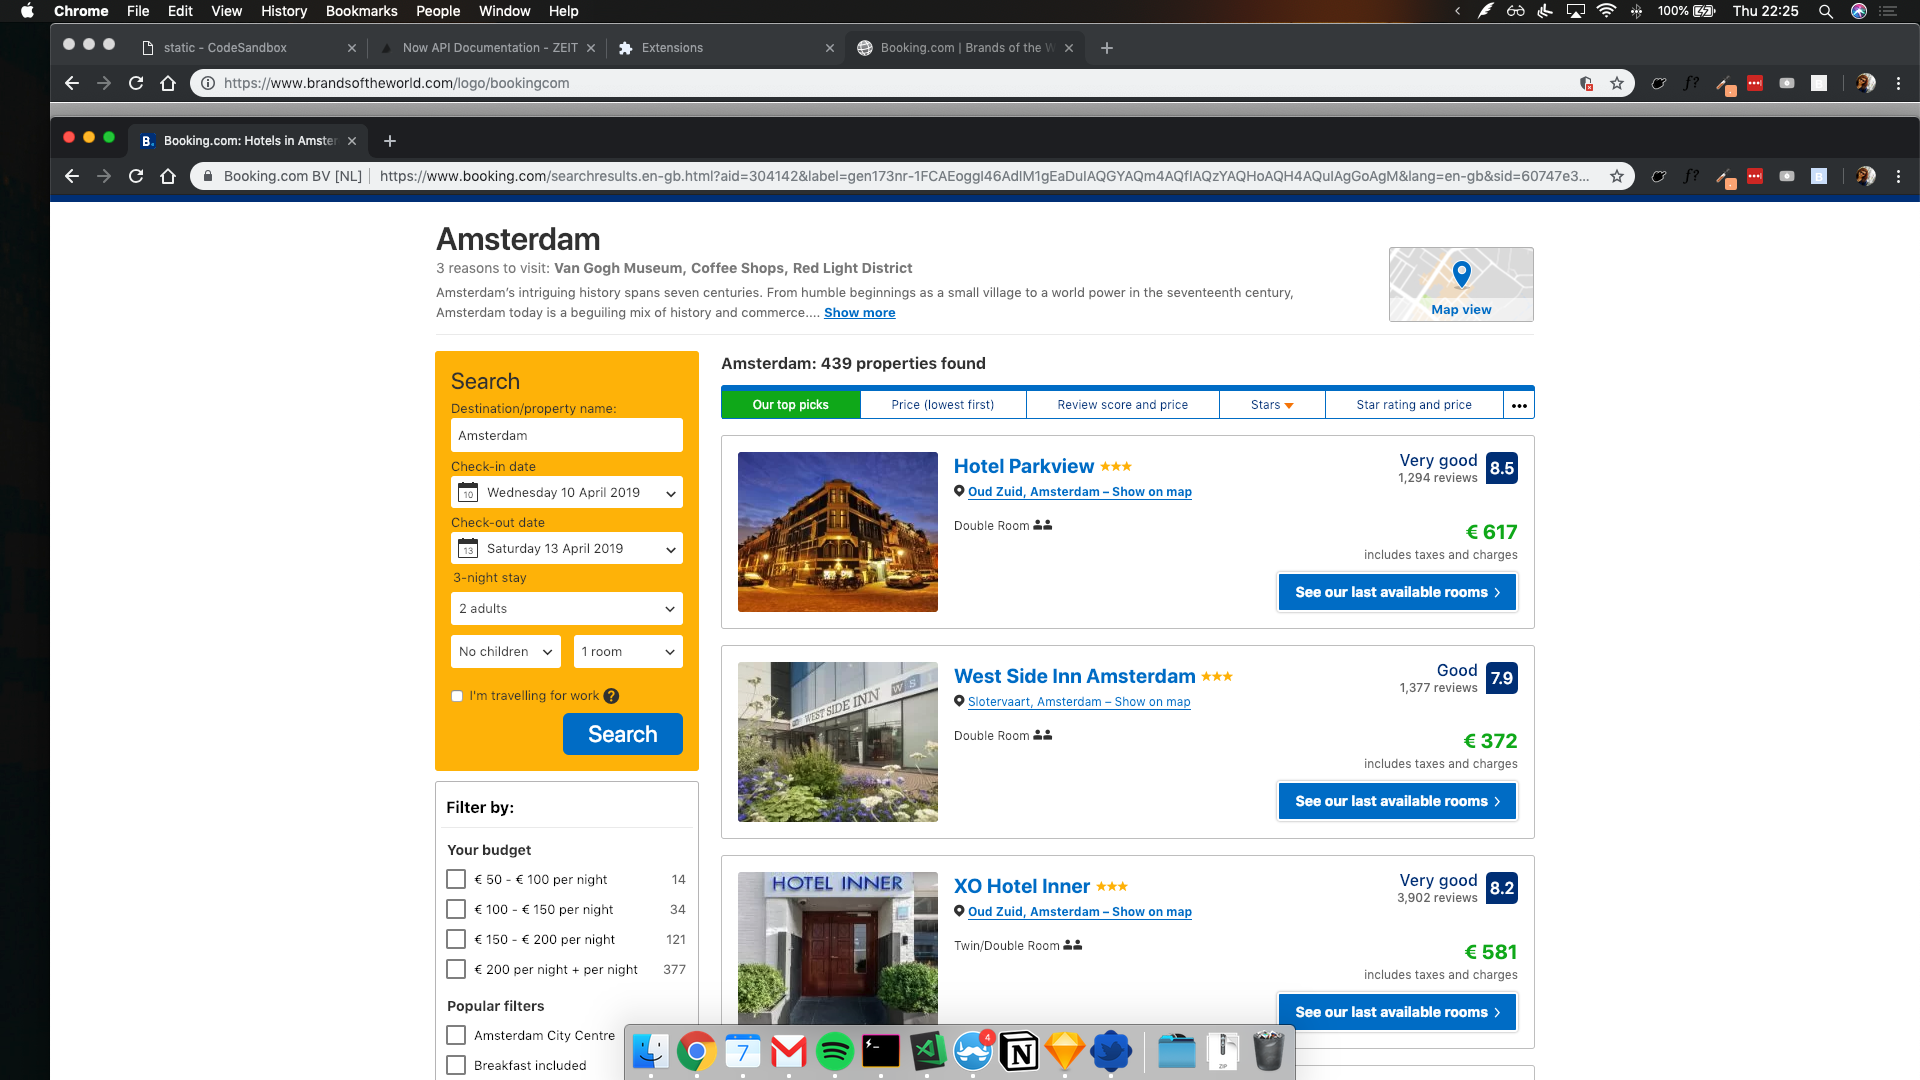 Chrome File Edit View History Bookmarks People Window Help
100% Thu 22:25
static - CodeSandbox
Now API Documentation - ZEIT
Extensions
Booking.com | Brands of the W
https://www.brandsoftheworld.com/logo/bookingcom
B. Booking.com: Hotels in Amster
Booking.com BV [NL] https://www.booking.com/searchresults.en-gb.html?aid=304142&label=gen173nr-1FCAEoggI46AdIM1gEaDulAQGYAQm4AQfIAQzYAQHoAQH4AQuIAgGoAgM&lang=en-gb&sid=60747e3...
Amsterdam
3 reasons to visit: Van Gogh Museum, Coffee Shops, Red Light District
Amsterdam's intriguing history spans seven centuries. From humble beginnings as a small village to a world power in the seventeenth century,
Amsterdam today is a beguiling mix of history and commerce.... Show more
Map view
Search
Destination/property name:
Amsterdam
Check-in date
10 Wednesday 10 April 2019
Check-out date
13 Saturday 13 April 2019
3-night stay
2 adults
No children
1 room
I'm travelling for work ?
Search
Filter by:
Your budget
€ 50 - € 100 per night 14
€ 100 - € 150 per night 34
€ 150 - € 200 per night 121
€ 200 per night + per night 377
Popular filters
Amsterdam City Centre
Breakfast included
Amsterdam: 439 properties found
Our top picks
Price (lowest first)
Review score and price
Stars
Star rating and price
•••
Hotel Parkview
Oud Zuid, Amsterdam – Show on map
Double Room
Very good
1,294 reviews
8.5
€ 617
includes taxes and charges
See our last available rooms
WEST SIDE INN
West Side Inn Amsterdam
Slotervaart, Amsterdam – Show on map
Double Room
Good
1,377 reviews
7.9
€ 372
includes taxes and charges
See our last available rooms
HOTEL INNER
XO Hotel Inner
Oud Zuid, Amsterdam – Show on map
Twin/Double Room
Very good
3,902 reviews
8.2
€ 581
includes taxes and charges
See our last available rooms
7
4
ZIP